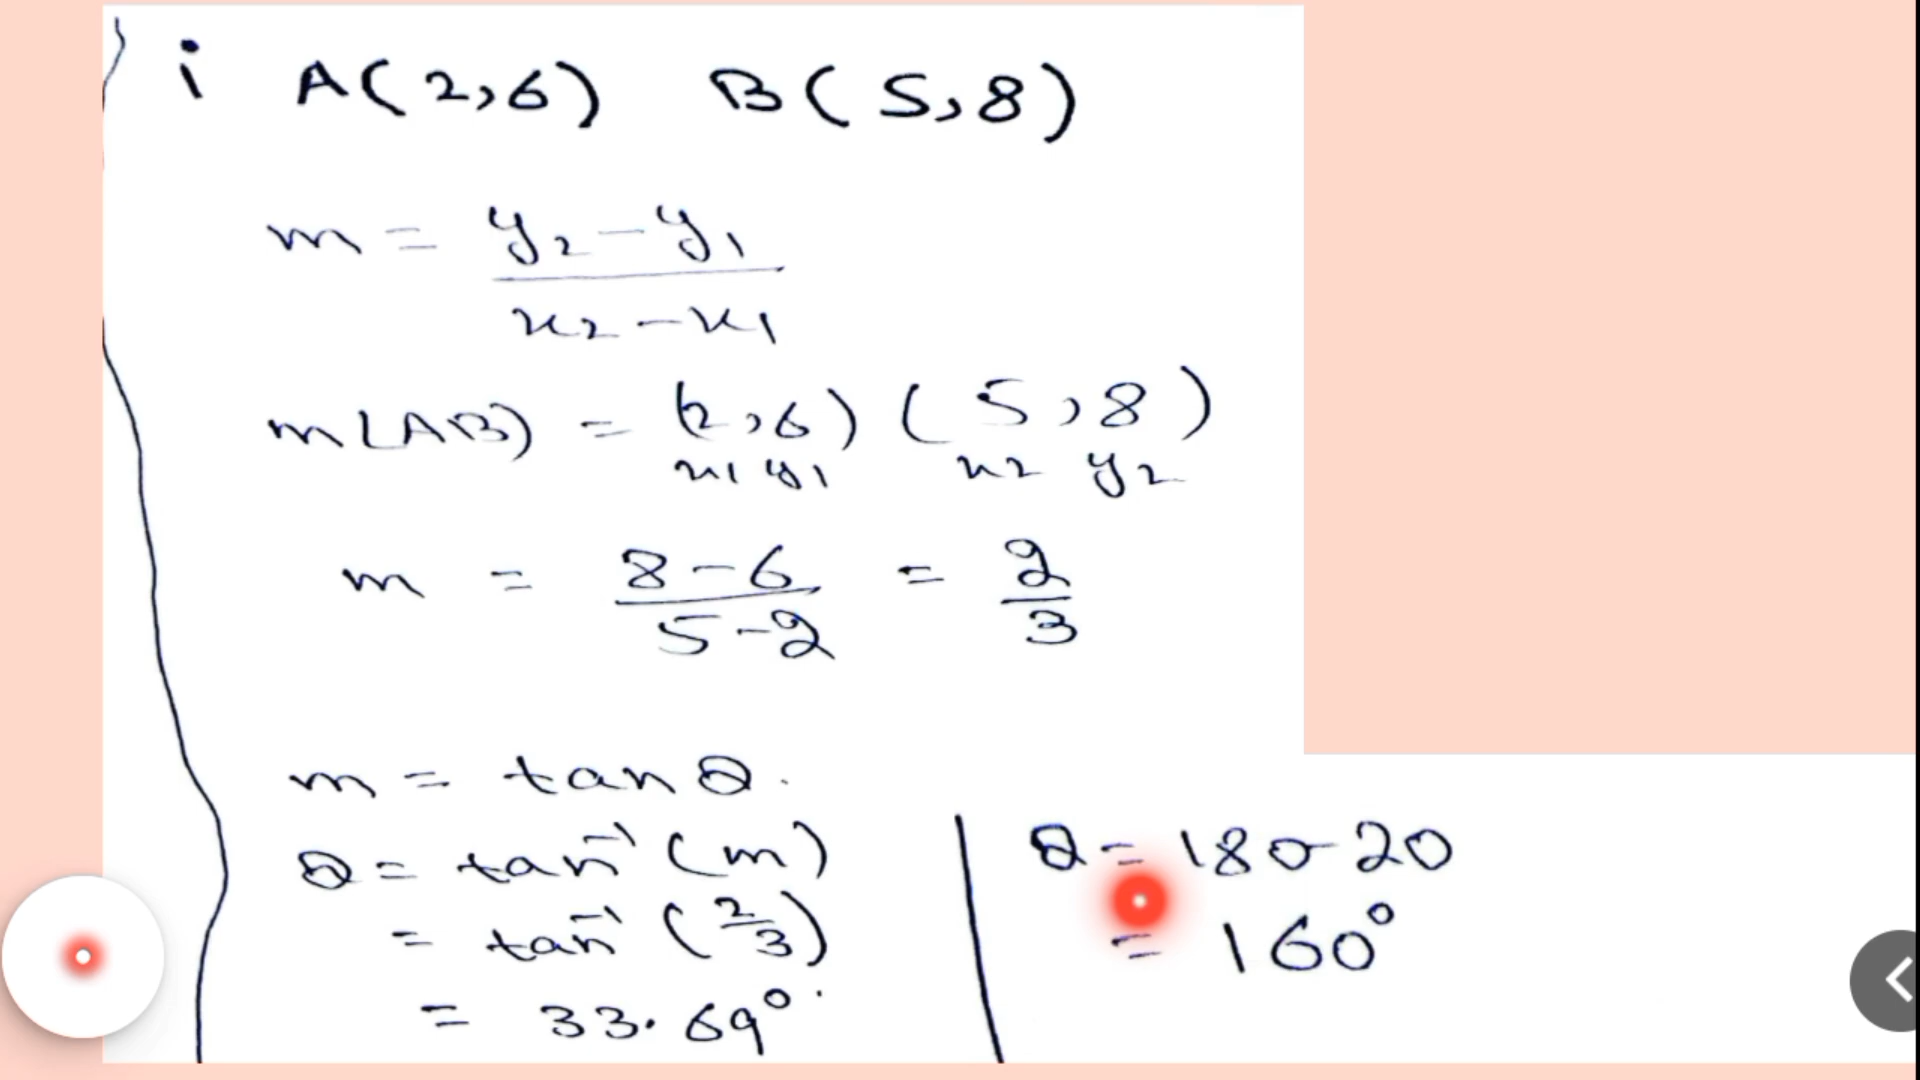 i A(2,6) B(5,8)
m = y₂-y₁
x₂-x₁
m(AB) = (2,6) (5,8)
x₁ y₁ x₂ y₂
m = 8-6 = 2
5-2 3
m = tanθ.
θ = tan⁻¹ (m)
= tan⁻¹ (2/3)
= 33.69°.
θ = 180-20
= 160°